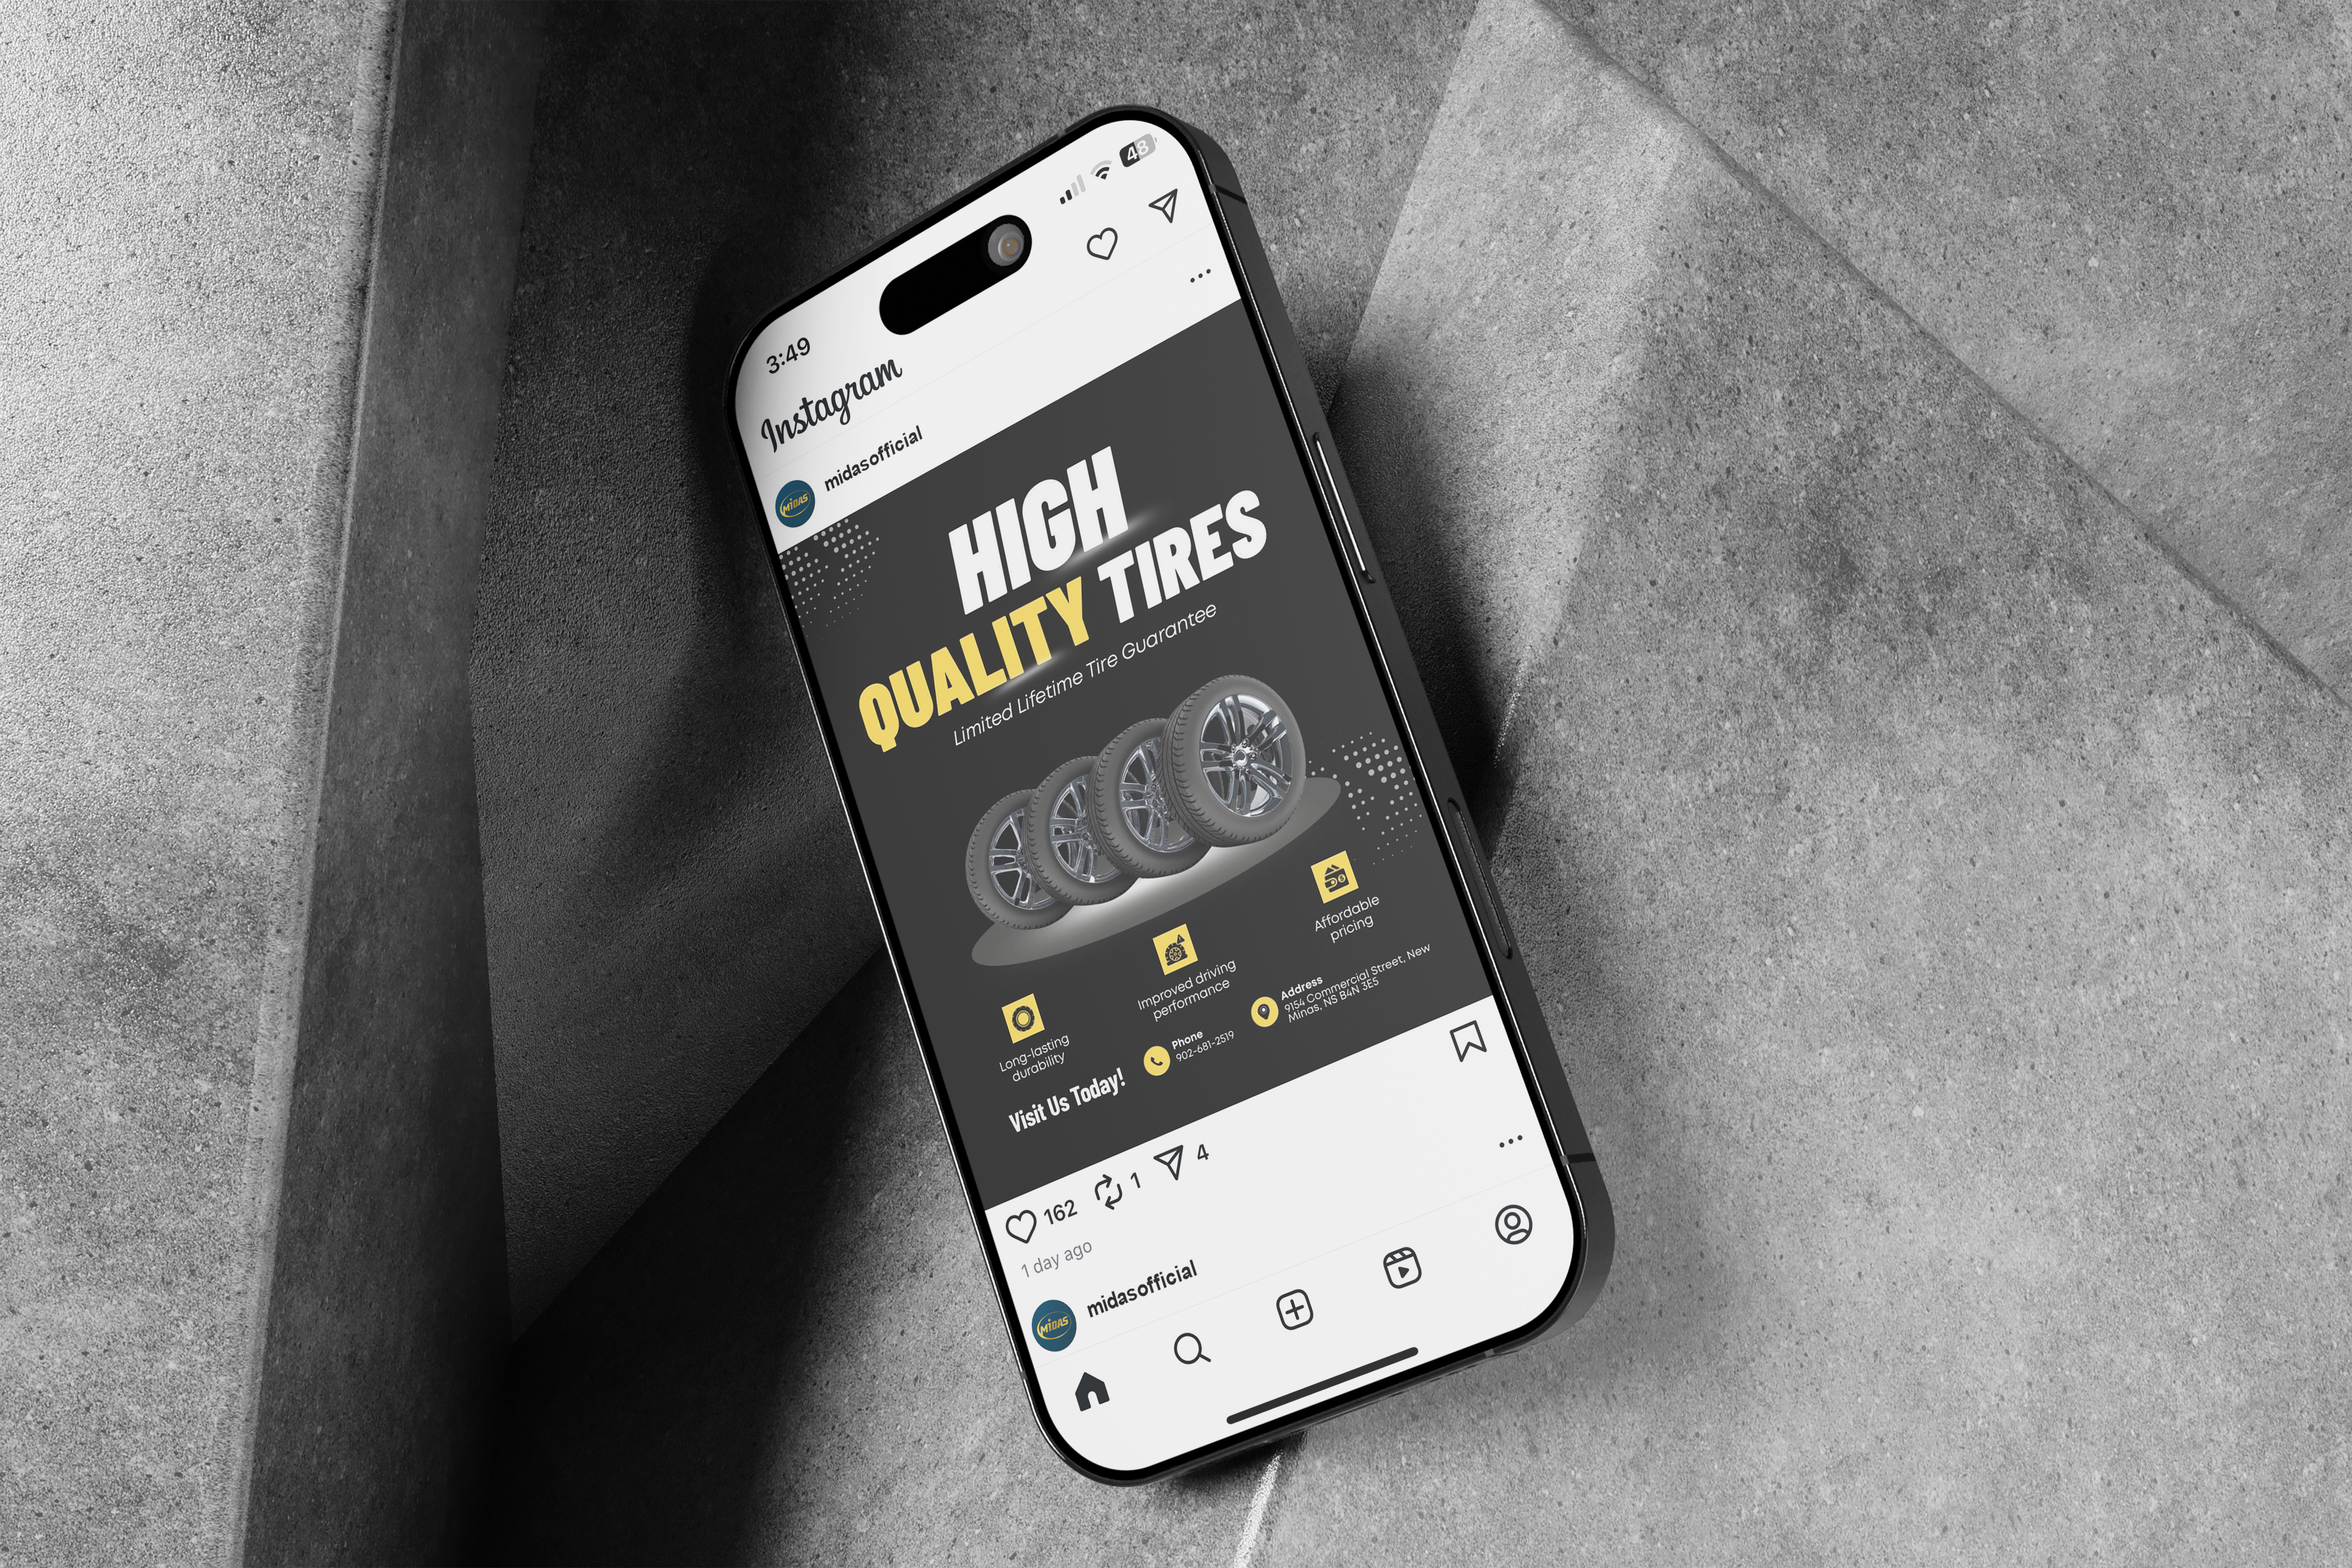 3:49
48
Instagram
MiDAS
midasofficial
HIGH
QUALITY TIRES
Limited Lifetime Tire Guarantee
Long-lasting
durability
Improved driving
performance
Affordable
pricing
Visit Us Today!
Phone
902-681-2519
Address
9154 Commercial Street, New
Minas, NS B4N 3E5
162
1
4
1 day ago
MiDAS
midasofficial